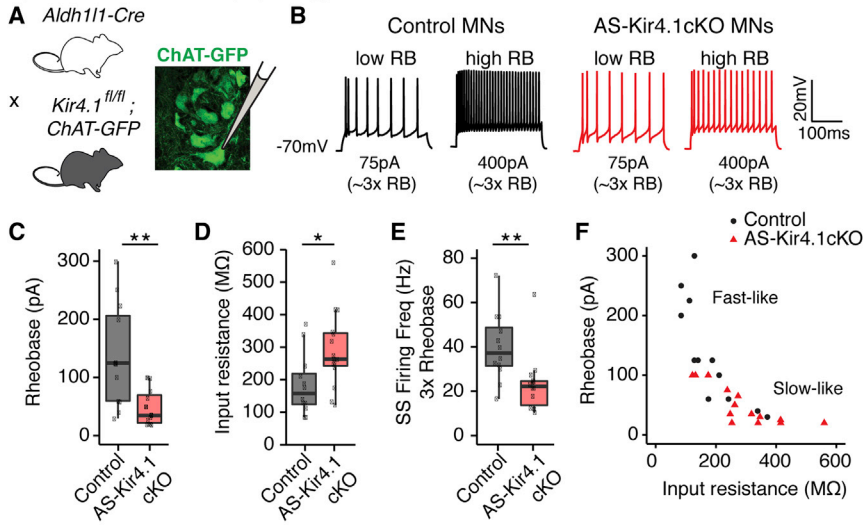 A
Aldh1l1-Cre
x
Kir4.1 fl/fl ;
ChAT-GFP
ChAT-GFP
B
Control MNs
AS-Kir4.1cKO MNs
low RB
high RB
low RB
high RB
-70mV
75pA
(~3x RB)
400pA
(~3x RB)
75pA
(~3x RB)
400pA
(~3x RB)
20mV
100ms
C
**
Rheobase (pA)
300
200
100
0
Control
AS-Kir4.1
cKO
D
*
Input resistance (MΩ)
600
500
400
300
200
100
0
Control
AS-Kir4.1
cKO
E
**
SS Firing Freq (Hz)
3x Rheobase
80
60
40
20
0
Control
AS-Kir4.1
cKO
F
Control
AS-Kir4.1cKO
Rheobase (pA)
300
200
100
0
Fast-like
Slow-like
0
200
400
600
Input resistance (MΩ)